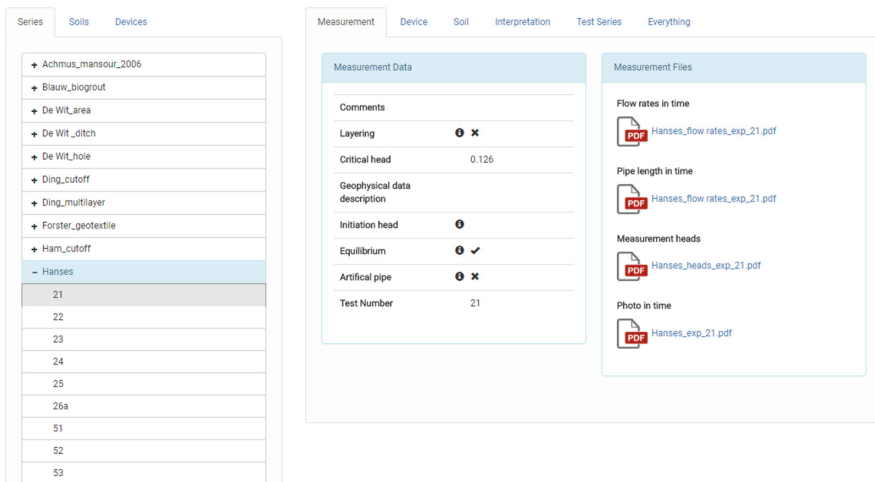 Series Soils Devices
+ Achmus_mansour_2006
+ Blauw_biogrout
+ De Wit_area
+ De Wit _ditch
+ De Wit_hole
+ Ding_cutoff
+ Ding_multilayer
+ Forster_geotextile
+ Ham_cutoff
− Hanses
21
22
23
24
25
26a
51
52
53
Measurement Device Soil Interpretation Test Series Everything
Measurement Data
Comments
Layering
Critical head 0.126
Geophysical data
description
Initiation head
Equilibrium
Artifical pipe
Test Number 21
Measurement Files
Flow rates in time
PDF Hanses_flow rates_exp_21.pdf
Pipe length in time
PDF Hanses_flow rates_exp_21.pdf
Measurement heads
PDF Hanses_heads_exp_21.pdf
Photo in time
PDF Hanses_exp_21.pdf